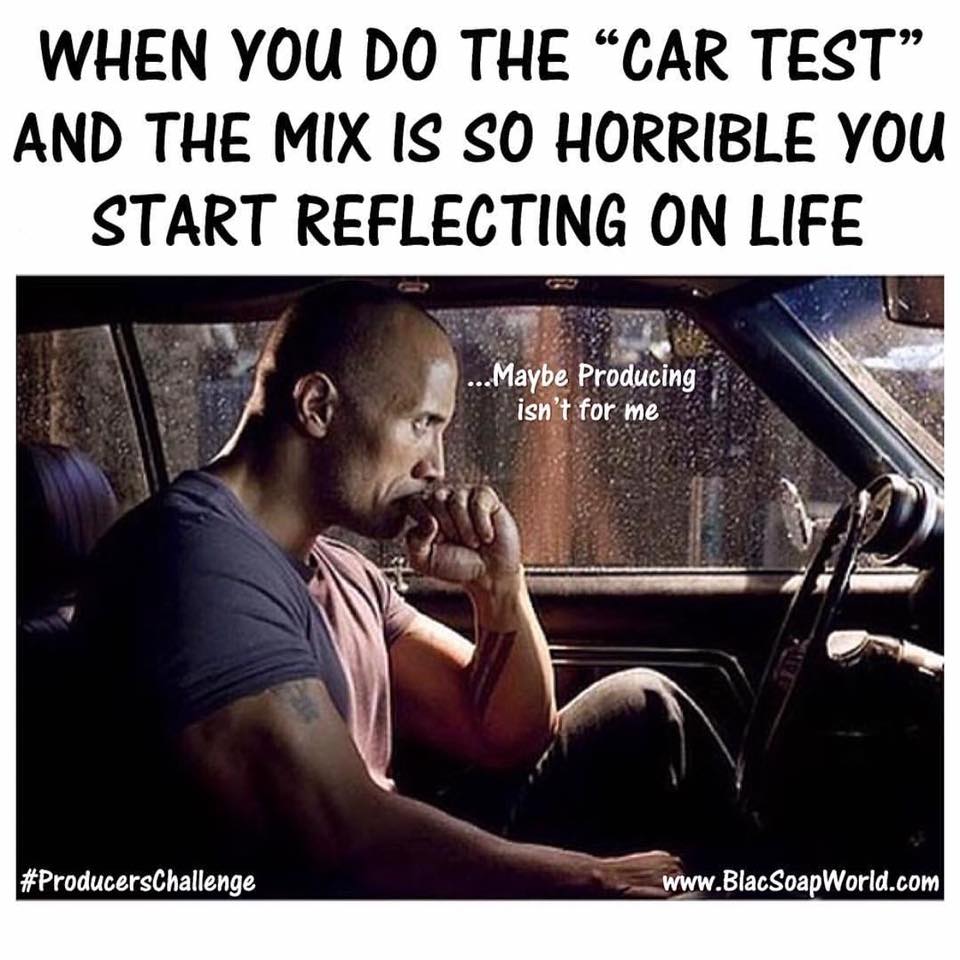 WHEN YOU DO THE “CAR TEST”
AND THE MIX IS SO HORRIBLE YOU
START REFLECTING ON LIFE
...Maybe Producing
isn't for me
#ProducersChallenge
www.BlacSoapWorld.com